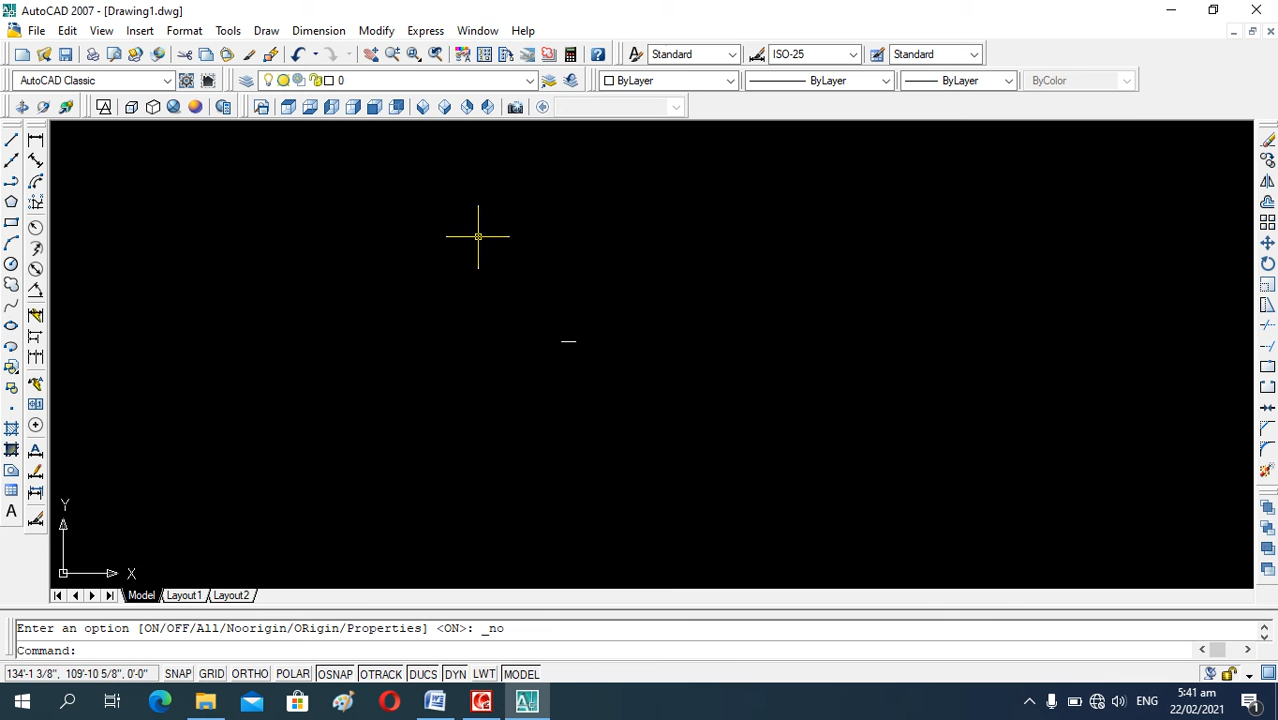 AutoCAD 2007 - [Drawing1.dwg]
File Edit View Insert Format Tools Draw Dimension Modify Express Window Help
Standard ISO-25 Standard
AutoCAD Classic 0 ByLayer ByLayer ByLayer ByColor
A
Y
X
Model Layout1 Layout2
Enter an option [ON/OFF/All/Noorigin/ORigin/Properties] <ON>: _no
Command:
134'-1 3/8", 109'-10 5/8", 0'-0" SNAP GRID ORTHO POLAR OSNAP OTRACK DUCS DYN LWT MODEL
ENG
5:41 am
22/02/2021
1